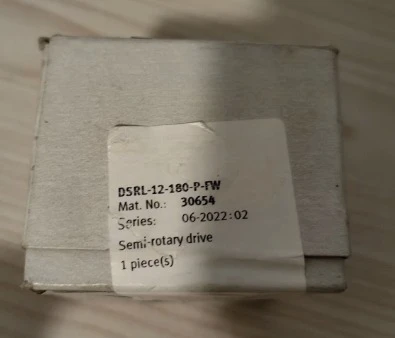 DSRL-12-180-P-FW
Mat. No.: 30654
Series: 06-2022:02
Semi-rotary drive
1 piece(s)